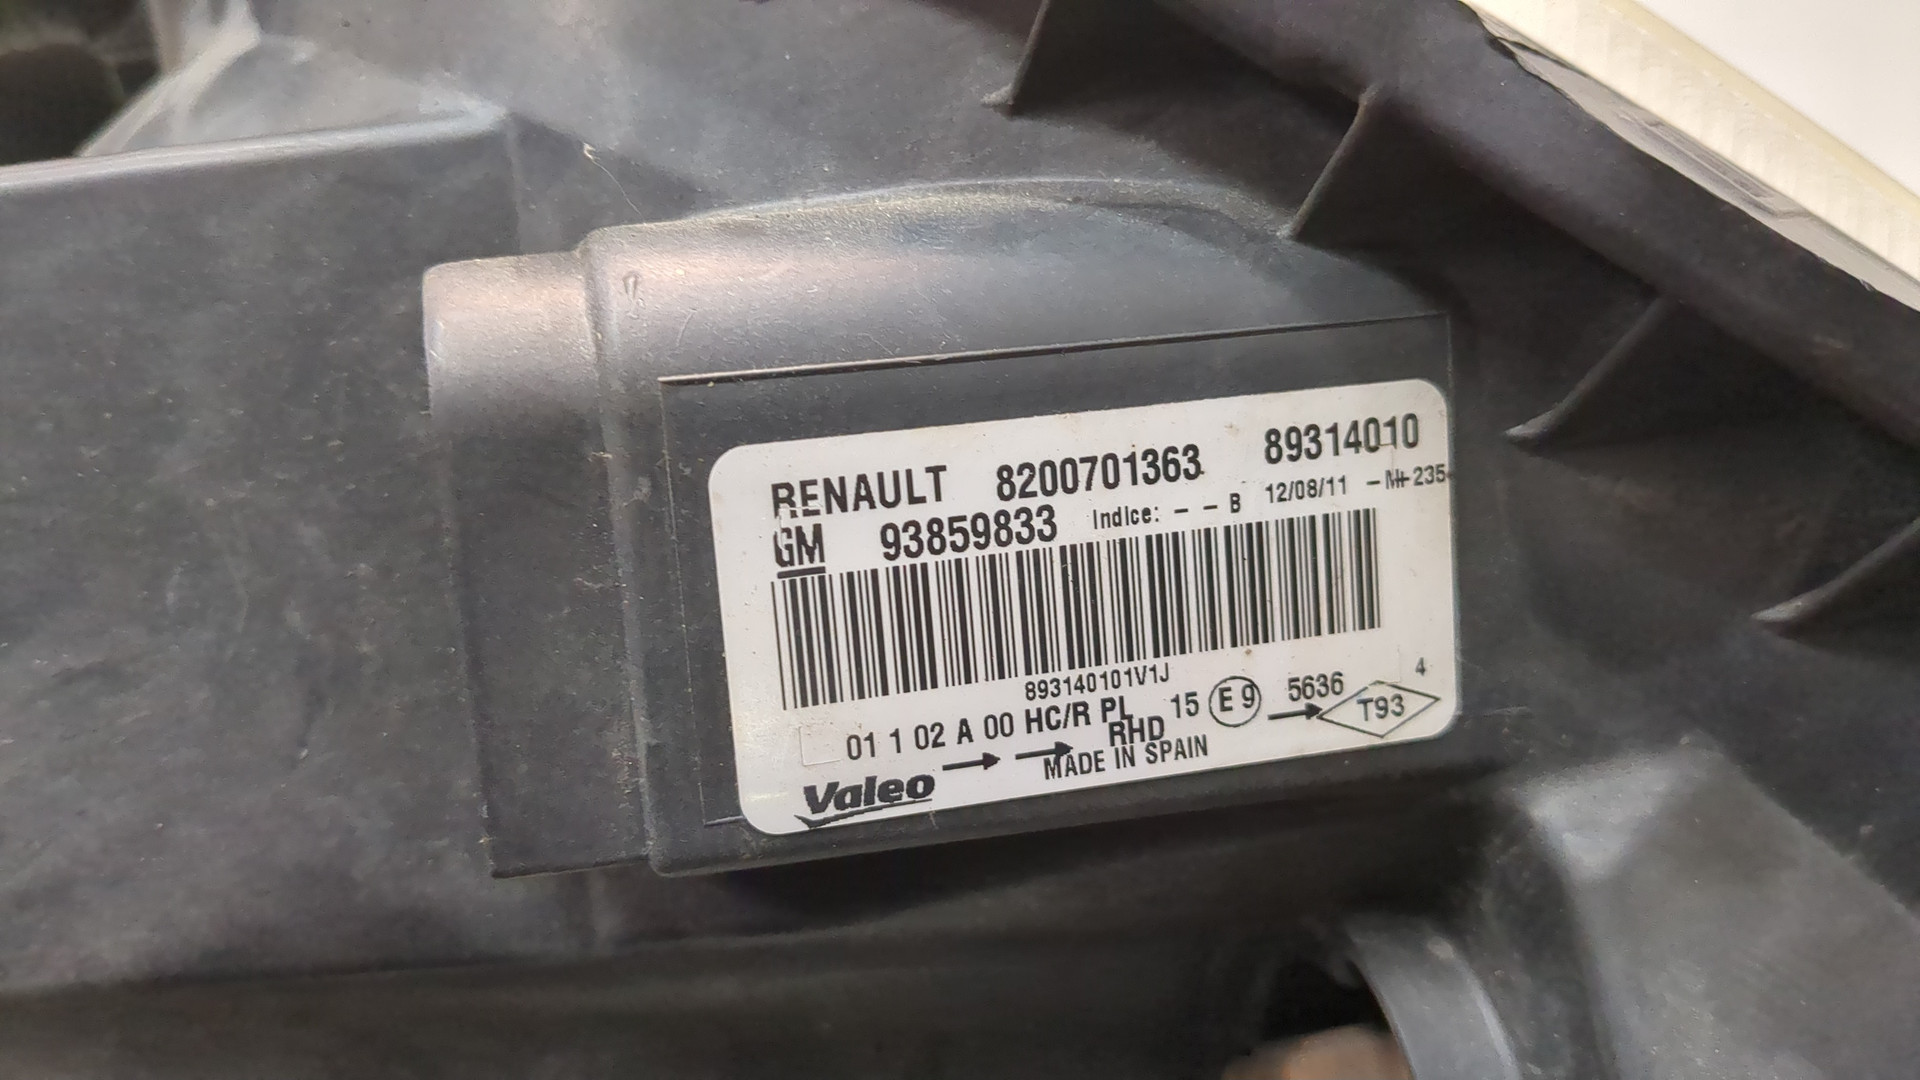 RENAULT 8200701363 89314010
GM 93859833 Indice: - - B 12/08/11
893140101V1J
01 1 02 A 00 HC/R PL 15 E 9 5636 4
RHD T93
MADE IN SPAIN
Valeo